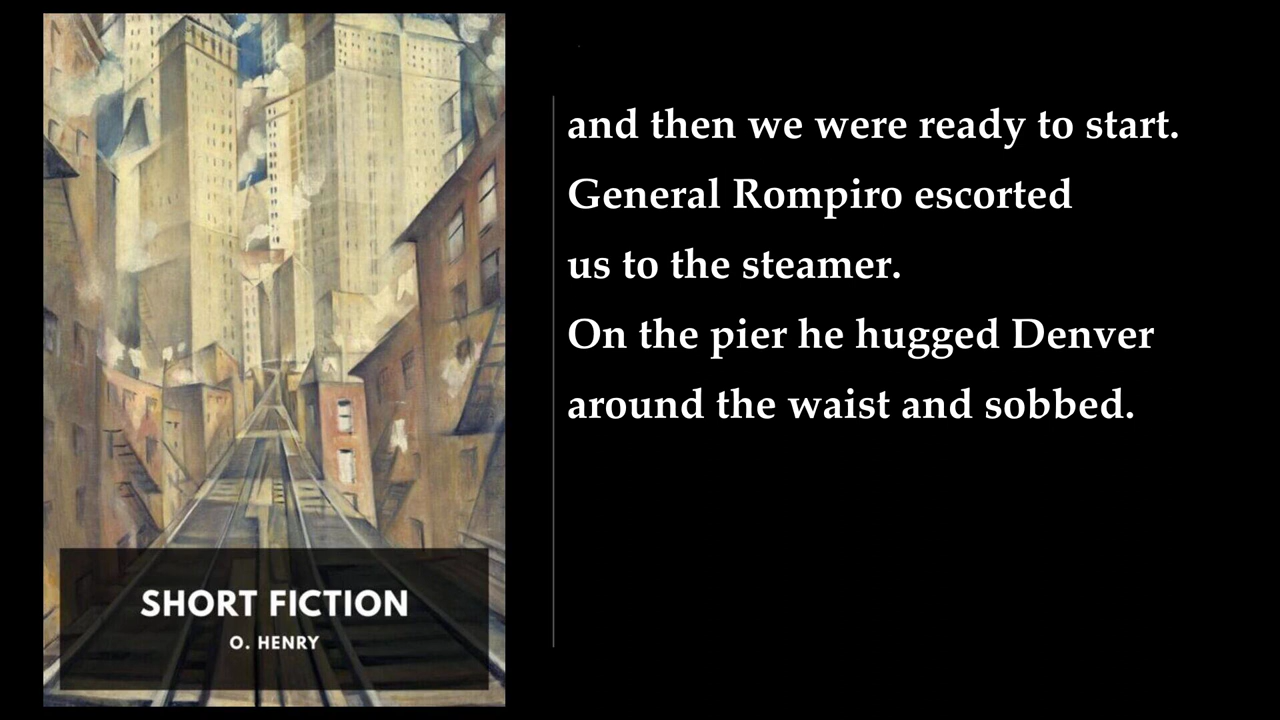 SHORT FICTION
O. HENRY
and then we were ready to start.
General Rompiro escorted
us to the steamer.
On the pier he hugged Denver
around the waist and sobbed.